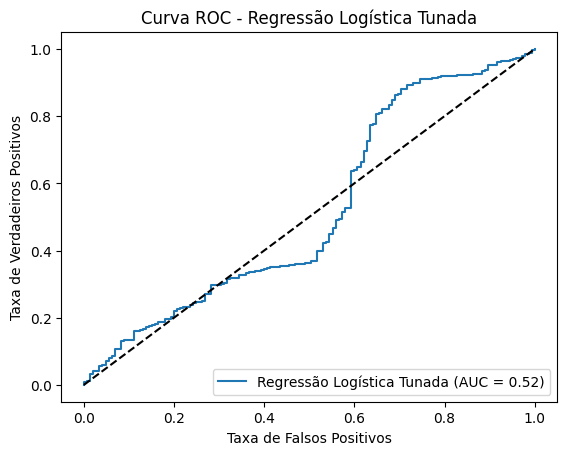 Curva ROC - Regressão Logística Tunada
Taxa de Verdadeiros Positivos
1.0
0.8
0.6
0.4
0.2
0.0
Regressão Logística Tunada (AUC = 0.52)
0.0 0.2 0.4 0.6 0.8 1.0
Taxa de Falsos Positivos